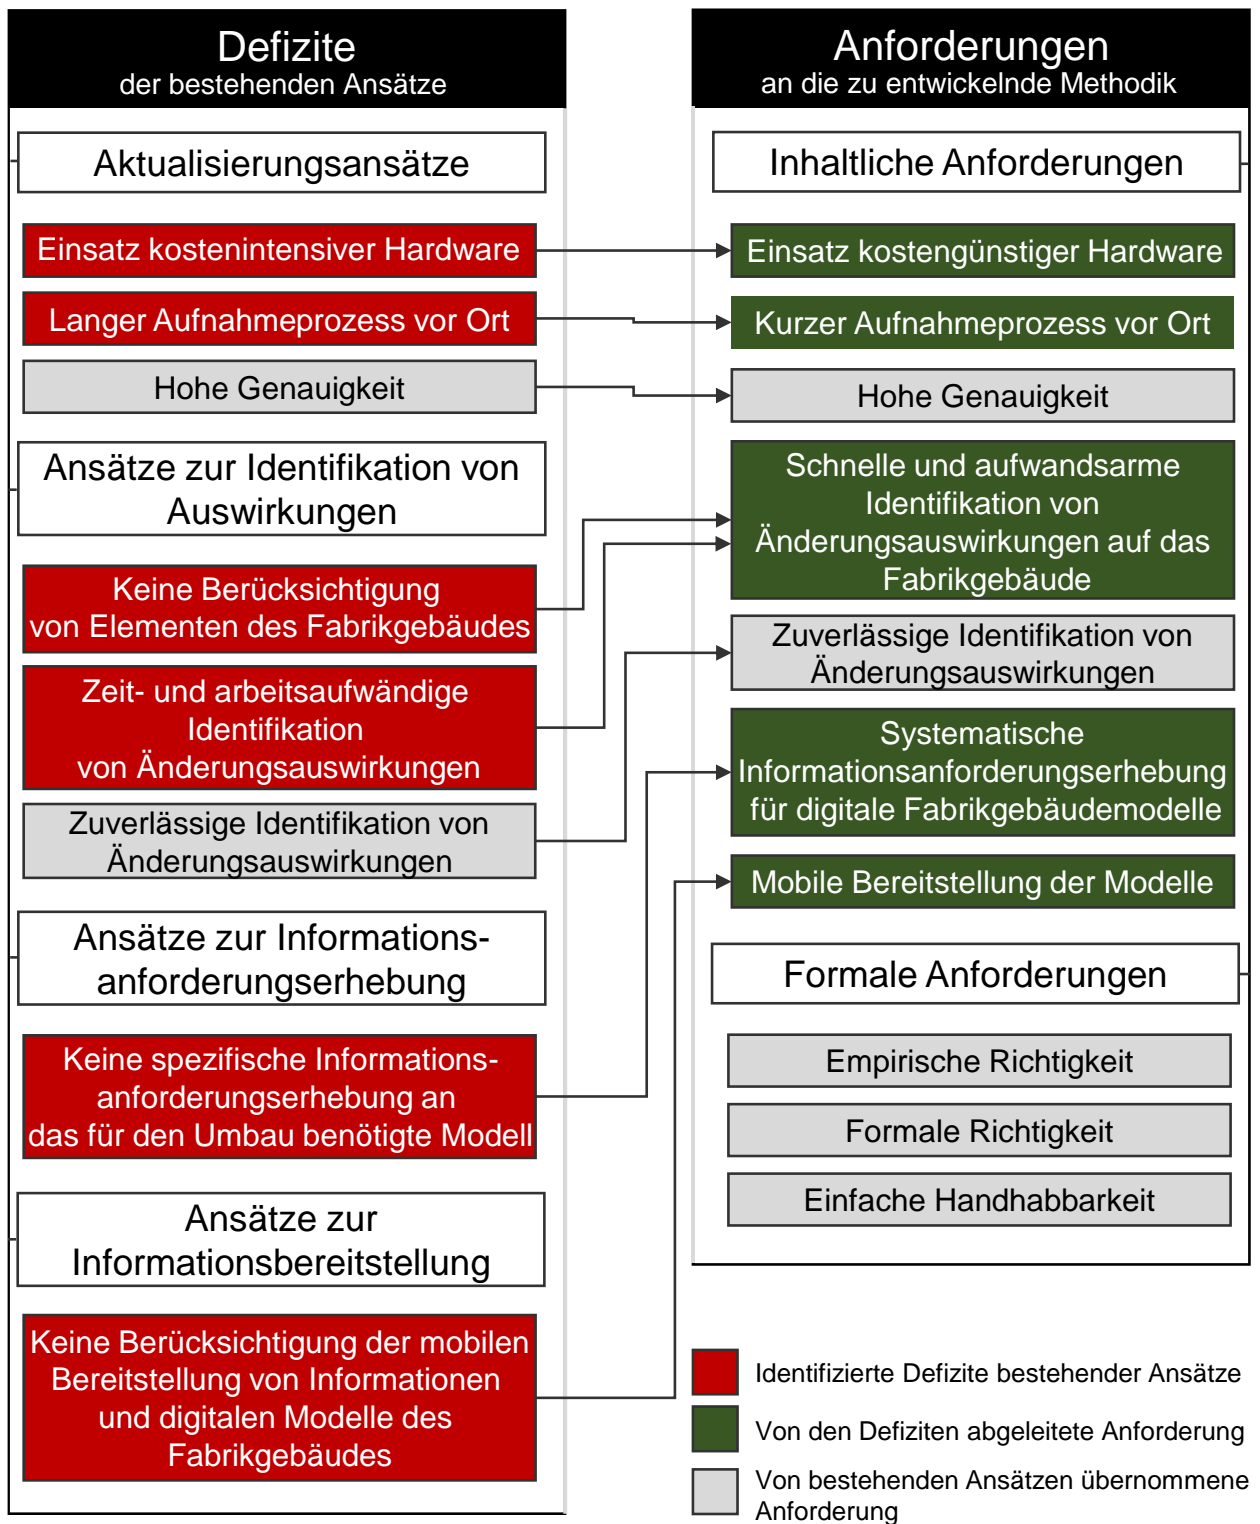 Defizite
der bestehenden Ansätze
Aktualisierungsansätze
Einsatz kostenintensiver Hardware
Langer Aufnahmeprozess vor Ort
Hohe Genauigkeit
Ansätze zur Identifikation von
Auswirkungen
Keine Berücksichtigung
von Elementen des Fabrikgebäudes
Zeit- und arbeitsaufwändige
Identifikation
von Änderungsauswirkungen
Zuverlässige Identifikation von
Änderungsauswirkungen
Ansätze zur Informations-
anforderungserhebung
Keine spezifische Informations-
anforderungserhebung an
das für den Umbau benötigte Modell
Ansätze zur
Informationsbereitstellung
Keine Berücksichtigung der mobilen
Bereitstellung von Informationen
und digitalen Modelle des
Fabrikgebäudes
Anforderungen
an die zu entwickelnde Methodik
Inhaltliche Anforderungen
Einsatz kostengünstiger Hardware
Kurzer Aufnahmeprozess vor Ort
Hohe Genauigkeit
Schnelle und aufwandsarme
Identifikation von
Änderungsauswirkungen auf das
Fabrikgebäude
Zuverlässige Identifikation von
Änderungsauswirkungen
Systematische
Informationsanforderungserhebung
für digitale Fabrikgebäudemodelle
Mobile Bereitstellung der Modelle
Formale Anforderungen
Empirische Richtigkeit
Formale Richtigkeit
Einfache Handhabbarkeit
Identifizierte Defizite bestehender Ansätze
Von den Defiziten abgeleitete Anforderung
Von bestehenden Ansätzen übernommene
Anforderung